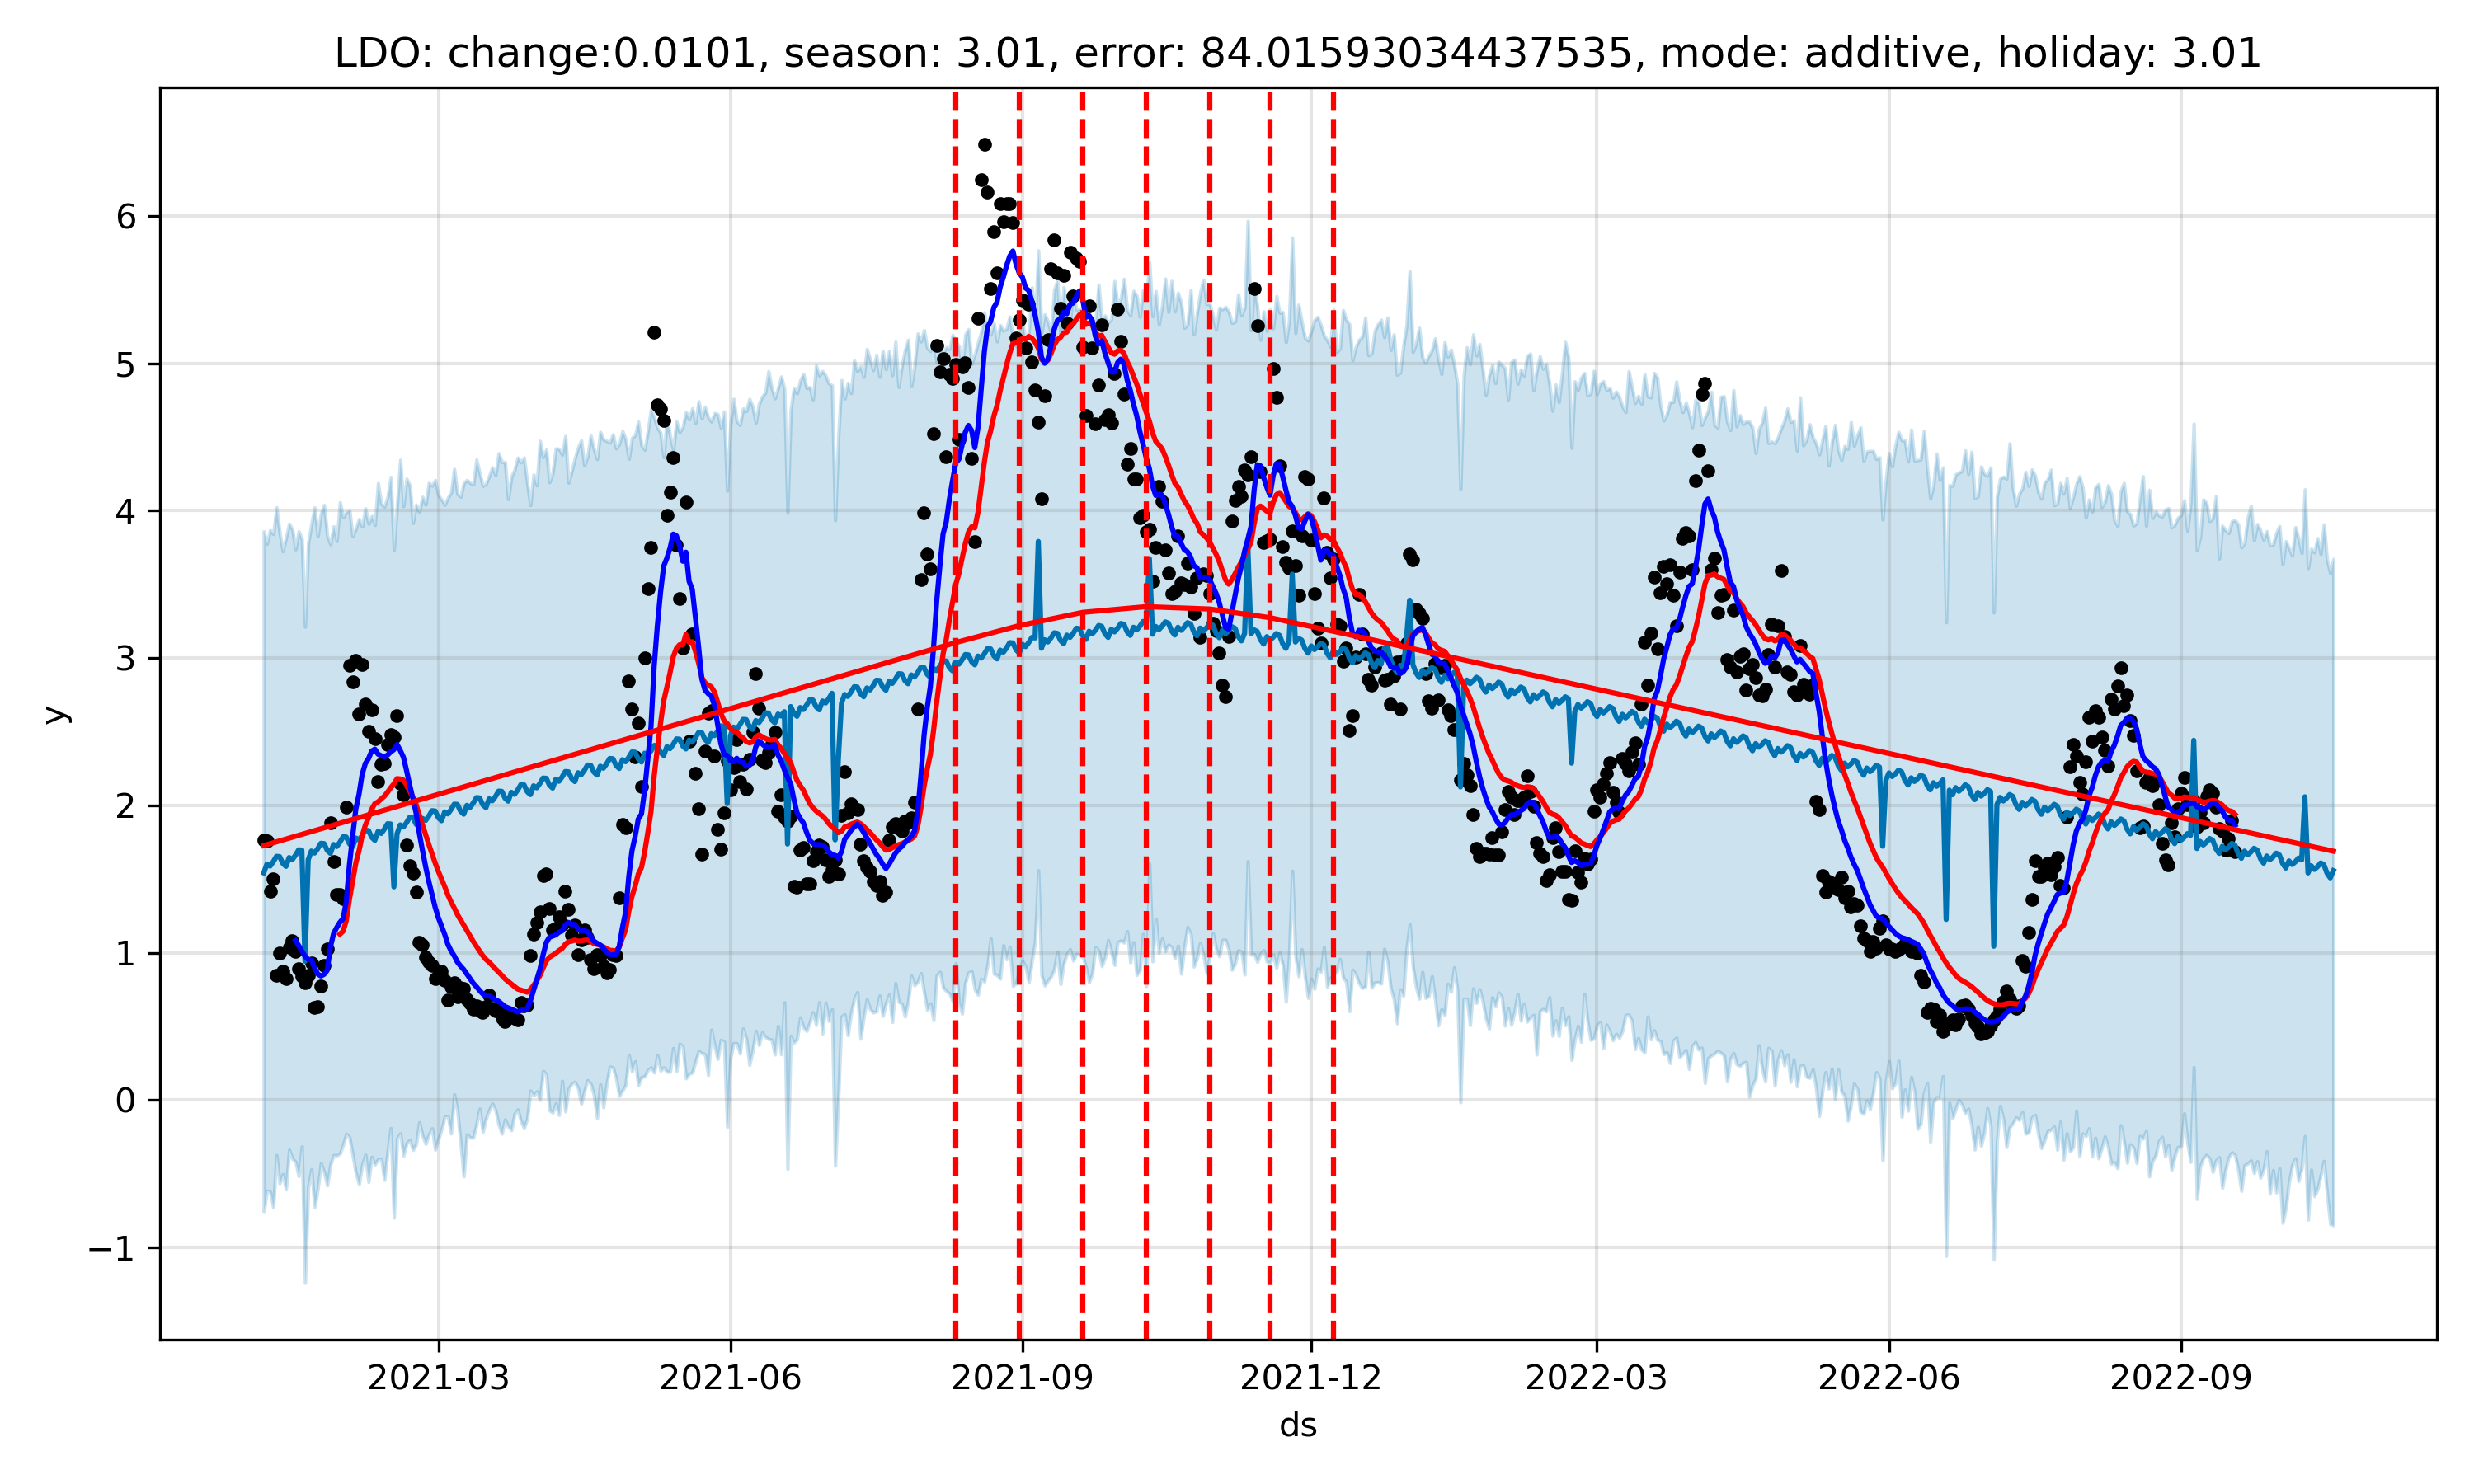 LDO: change:0.0101, season: 3.01, error: 84.01593034437535, mode: additive, holiday: 3.01
y
6
5
4
3
2
1
0
−1
2021-03 2021-06 2021-09 2021-12 2022-03 2022-06 2022-09
ds